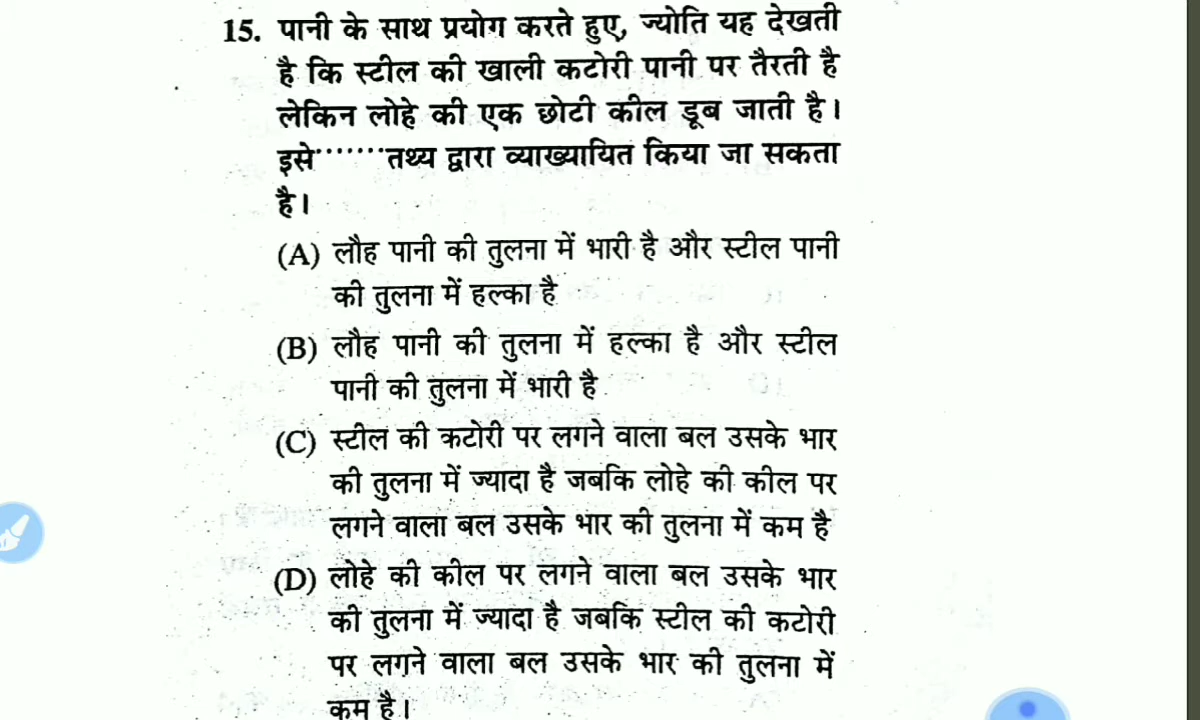 15. पानी के साथ प्रयोग करते हुए, ज्योति यह देखती
है कि स्टील की खाली कटोरी पानी पर तैरती है
लेकिन लोहे की एक छोटी कील डूब जाती है।
इसे·······तथ्य द्वारा व्याख्यायित किया जा सकता
है।
(A) लौह पानी की तुलना में भारी है और स्टील पानी
की तुलना में हल्का है
(B) लौह पानी की तुलना में हल्का है और स्टील
पानी की तुलना में भारी है
(C) स्टील की कटोरी पर लगने वाला बल उसके भार
की तुलना में ज्यादा है जबकि लोहे की कील पर
लगने वाला बल उसके भार की तुलना में कम है
(D) लोहे की कील पर लगने वाला बल उसके भार
की तुलना में ज्यादा है जबकि स्टील की कटोरी
पर लगने वाला बल उसके भार की तुलना में
कम है।